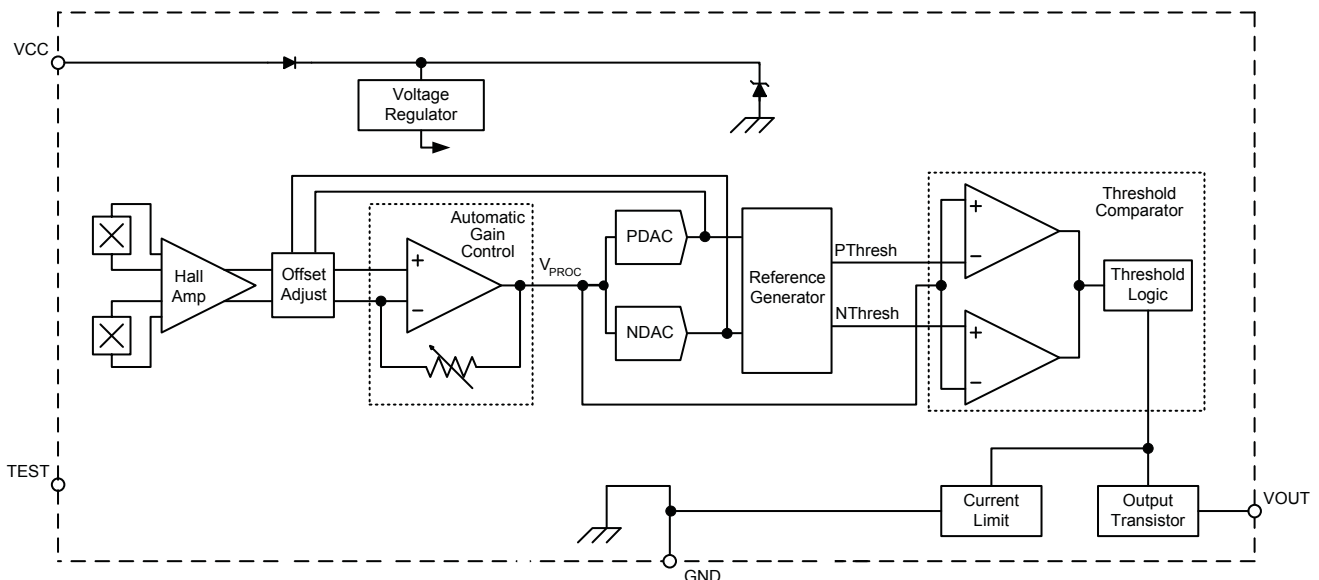 VCC
Voltage
Regulator
Hall
Amp
Offset
Adjust
Automatic
Gain
Control
+
−
VPROC
PDAC
NDAC
Reference
Generator
PThresh
NThresh
Threshold
Comparator
+
−
+
−
Threshold
Logic
TEST
Current
Limit
Output
Transistor
VOUT
GND